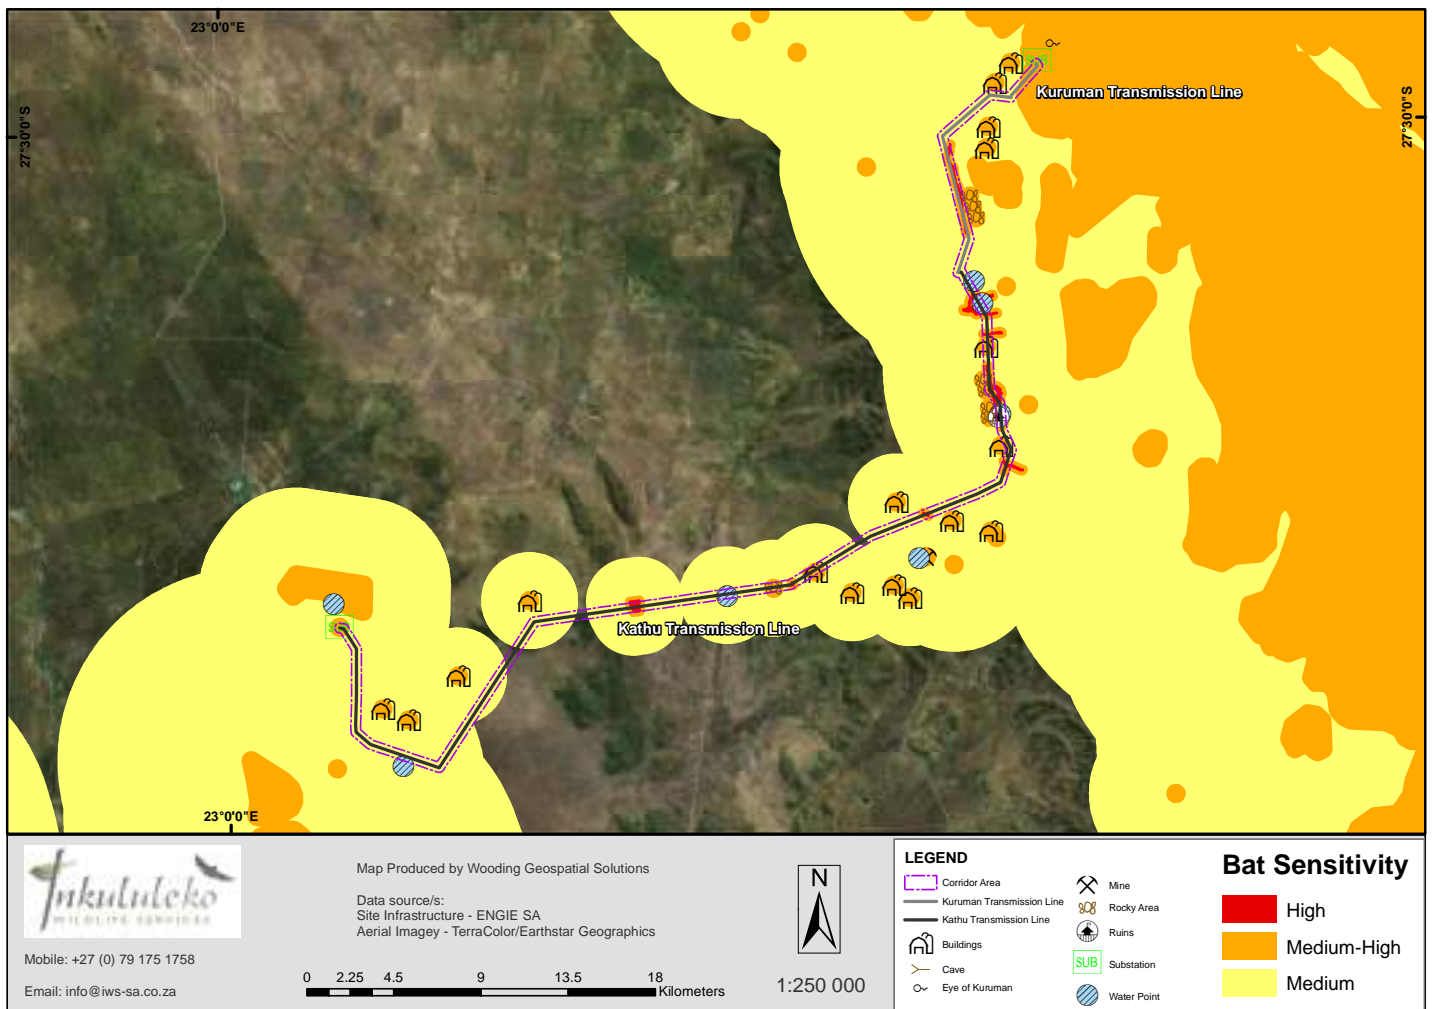 23°0'0"E
27°30'0"S
27°30'0"S
SUB
Kuruman Transmission Line
Kathu Transmission Line
23°0'0"E
Inkululeko
WILDLIFE SERVICES
Mobile: +27 (0) 79 175 1758
Email: info@iws-sa.co.za
Map Produced by Wooding Geospatial Solutions
Data source/s:
Site Infrastructure - ENGIE SA
Aerial Imagey - TerraColor/Earthstar Geographics
0 2.25 4.5 9 13.5 18
Kilometers
N
1:250 000
LEGEND
Corridor Area
Kuruman Transmission Line
Kathu Transmission Line
Buildings
Cave
Eye of Kuruman
Mine
Rocky Area
Ruins
SUB Substation
Water Point
Bat Sensitivity
High
Medium-High
Medium